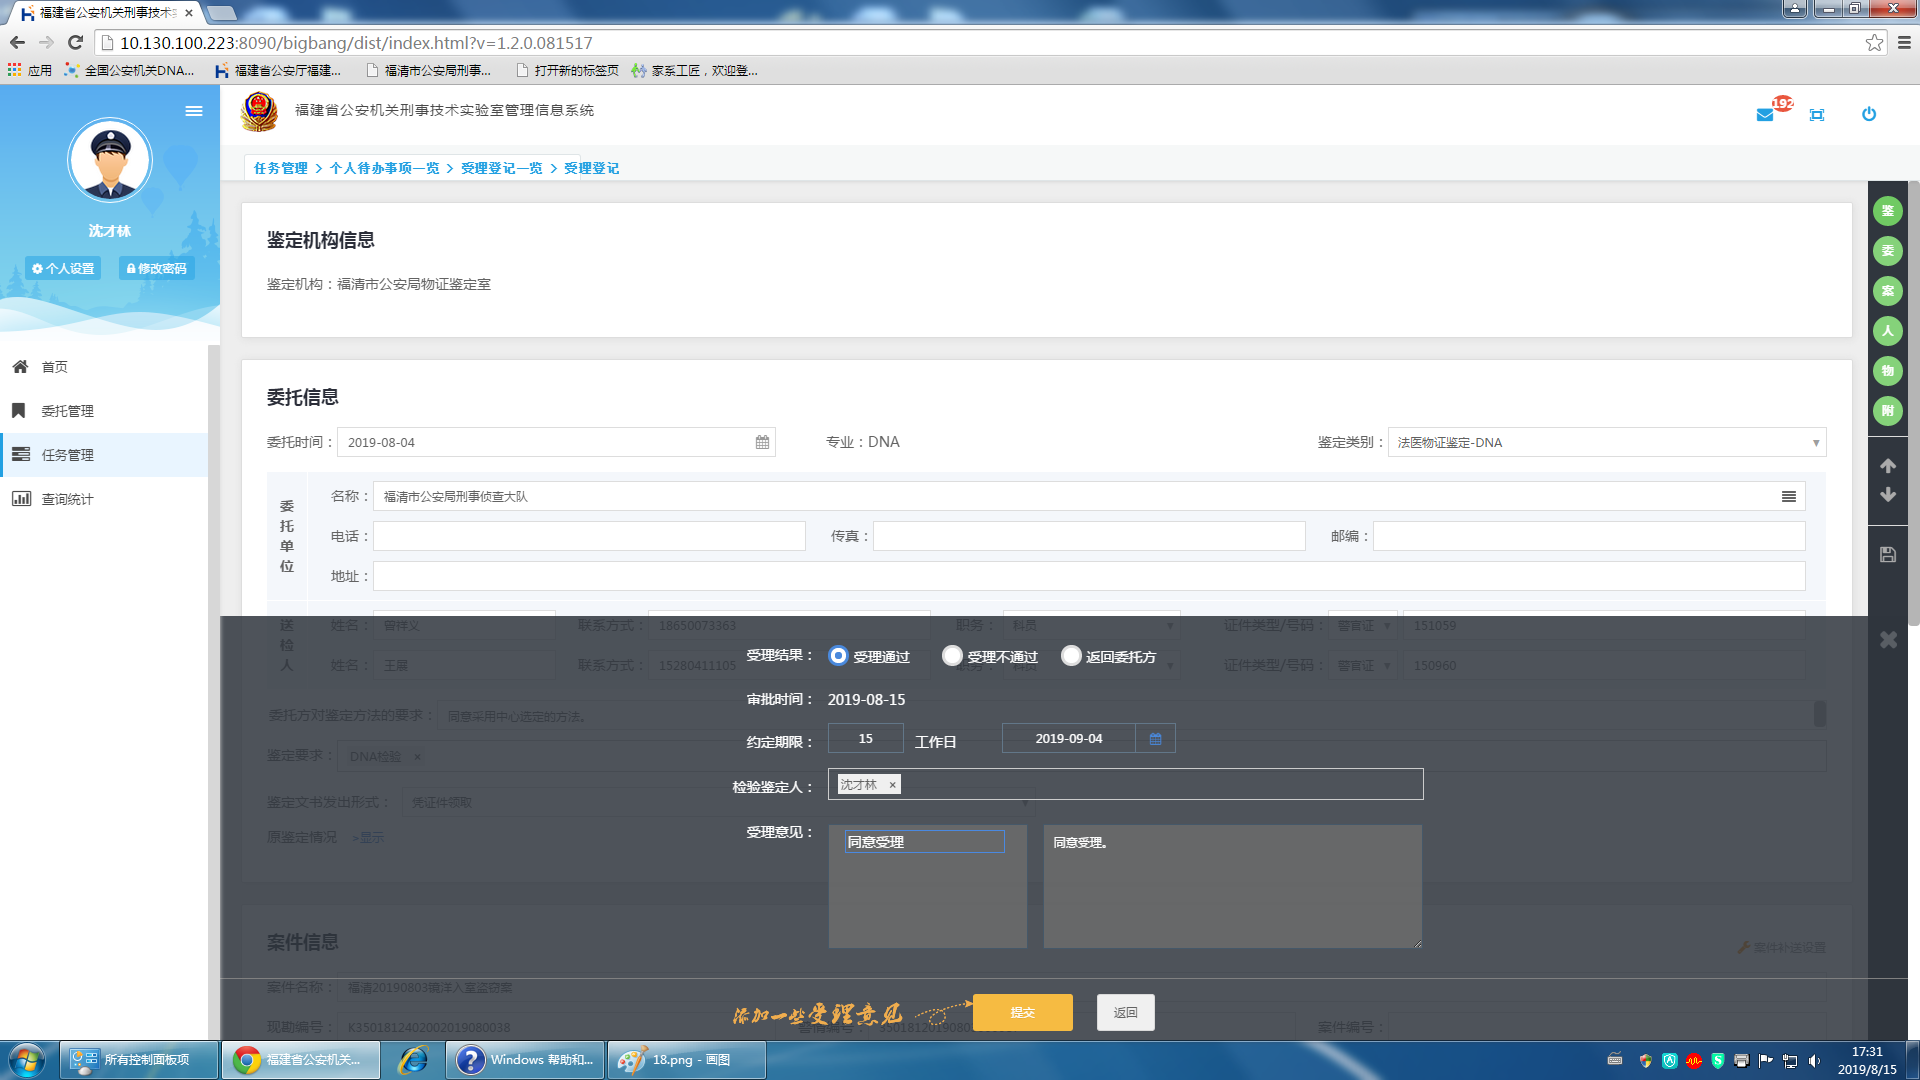 福建省公安机关刑事技术实
10.130.100.223:8090/bigbang/dist/index.html?v=1.2.0.081517
应用 全国公安机关DNA... 福建省公安厅福建... 福清市公安局刑事... 打开新的标签页 家系工匠，欢迎登...
福建省公安机关刑事技术实验室管理信息系统
192
任务管理 > 个人待办事项一览 > 受理登记一览 > 受理登记
沈才林
个人设置 修改密码
首页
委托管理
任务管理
查询统计
鉴定机构信息
鉴定机构：福清市公安局物证鉴定室
委托信息
委托时间： 2019-08-04 专业：DNA 鉴定类别： 法医物证鉴定-DNA
委托单位
名称： 福清市公安局刑事侦查大队
电话： 传真： 邮编：
地址：
送检人
姓名： 曾祥义 联系方式： 18650073363 职务： 科员 证件类型/号码： 警官证 151059
姓名： 王晨 联系方式： 15280411105 职务： 科员 证件类型/号码： 警官证 150960
委托方对鉴定方法的要求： 同意采用中心选定的方法。
鉴定要求： DNA检验 ×
鉴定文书发出形式： 凭证件领取
原鉴定情况 >显示
受理结果： 受理通过 受理不通过 返回委托方
审批时间： 2019-08-15
约定期限： 15 工作日 2019-09-04
检验鉴定人： 沈才林 ×
受理意见： 同意受理 同意受理。
案件信息
案件补送设置
案件名称： 福清20190803镜洋入室盗窃案
现勘编号： K3501812402002019080038 警情编号： 案件编号：
添加一些受理意见 提交 返回
鉴
委
案
人
物
附
所有控制面板项 福建省公安机关... Windows 帮助和... 18.png - 画图
17:31
2019/8/15